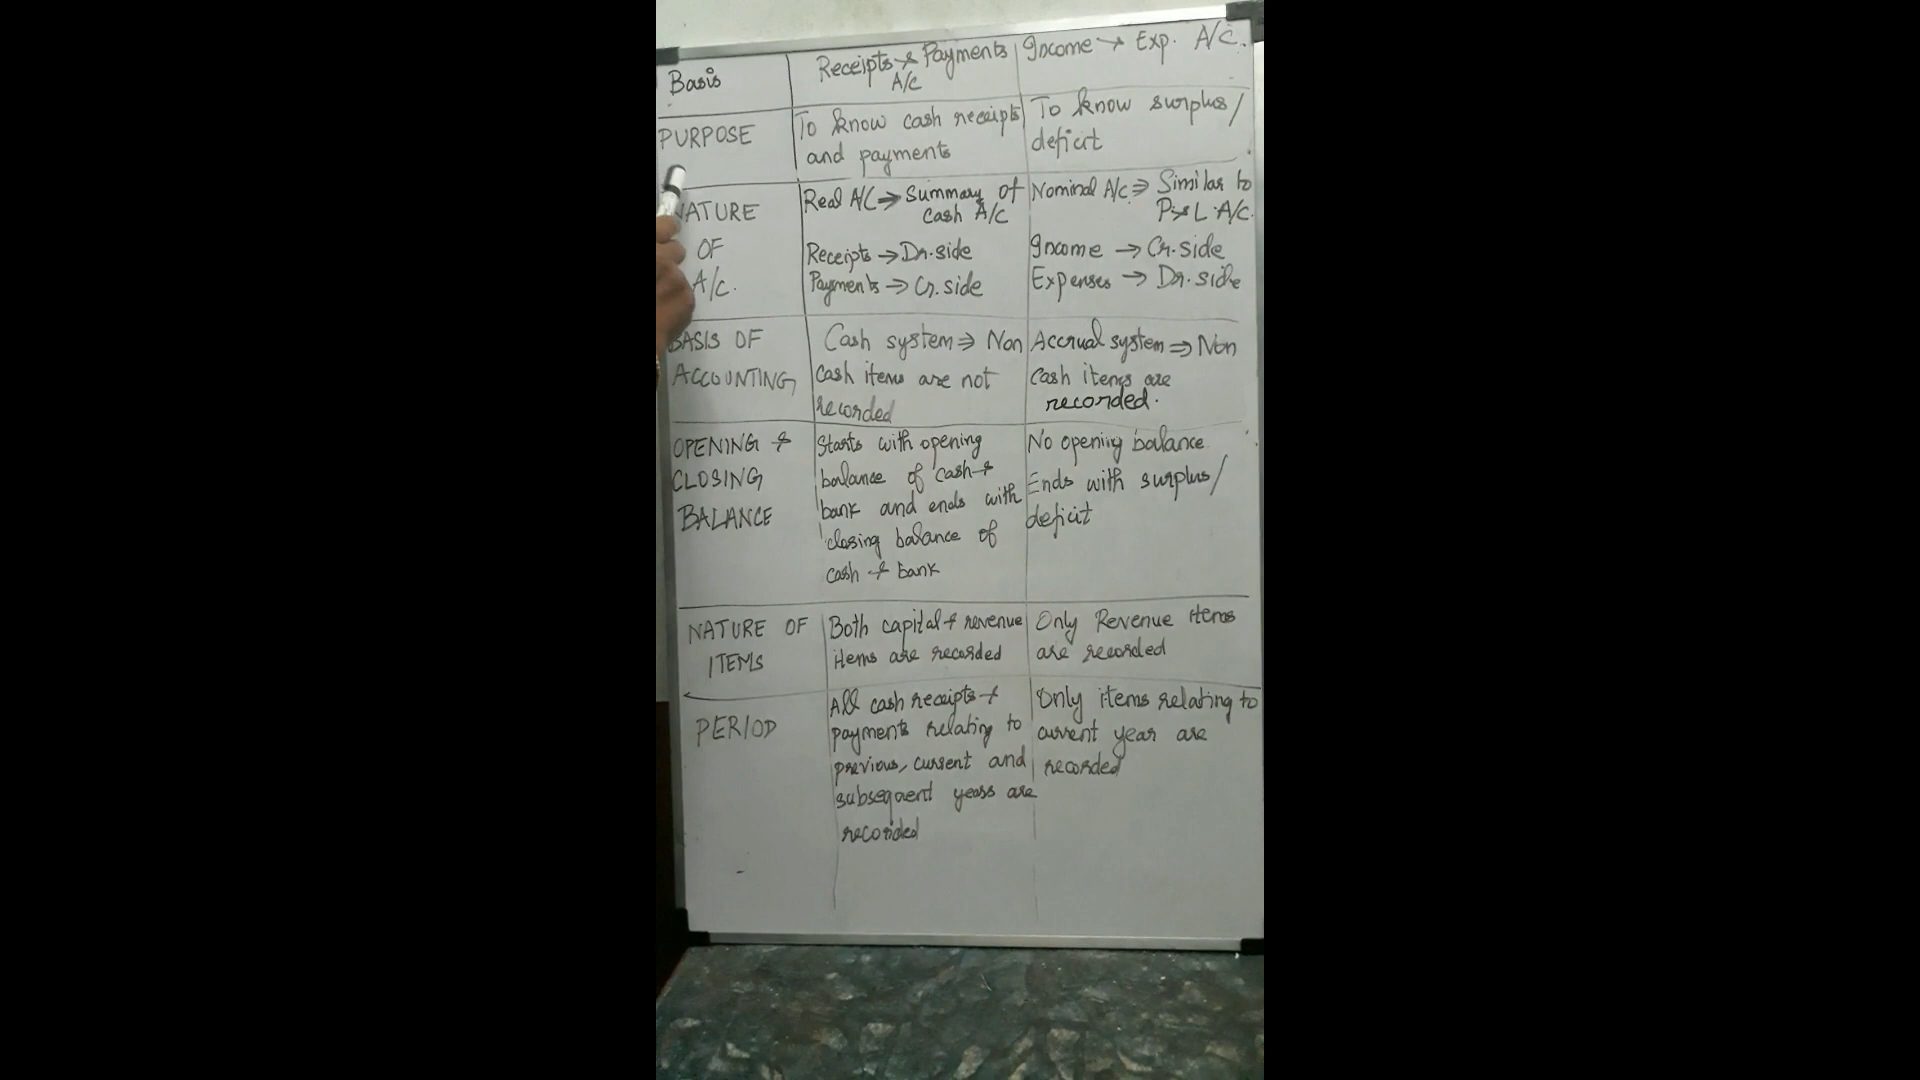 Basis
Receipts & Payments
A/c
Income & Exp. A/c.
PURPOSE
To know cash receipts
and payments
To know surplus/
deficit
NATURE
OF
A/c.
Real A/c ⇒ Summary of
cash A/c
Receipts → Dr. side
Payments → Cr. side
Nominal A/c ⇒ Similar to
P & L A/c.
Income → Cr. side
Expenses → Dr. side
BASIS OF
ACCOUNTING
Cash system ⇒ Non
cash items are not
recorded
Accrual system ⇒ Non
cash items are
recorded.
OPENING &
CLOSING
BALANCE
Starts with opening
balance of cash &
bank and ends with
closing balance of
cash & bank
No opening balance
Ends with surplus/
deficit
NATURE OF
ITEMS
Both capital & revenue
items are recorded
Only Revenue items
are recorded
PERIOD
All cash receipts &
payments relating to
previous, current and
subsequent years are
recorded
Only items relating to
current year are
recorded